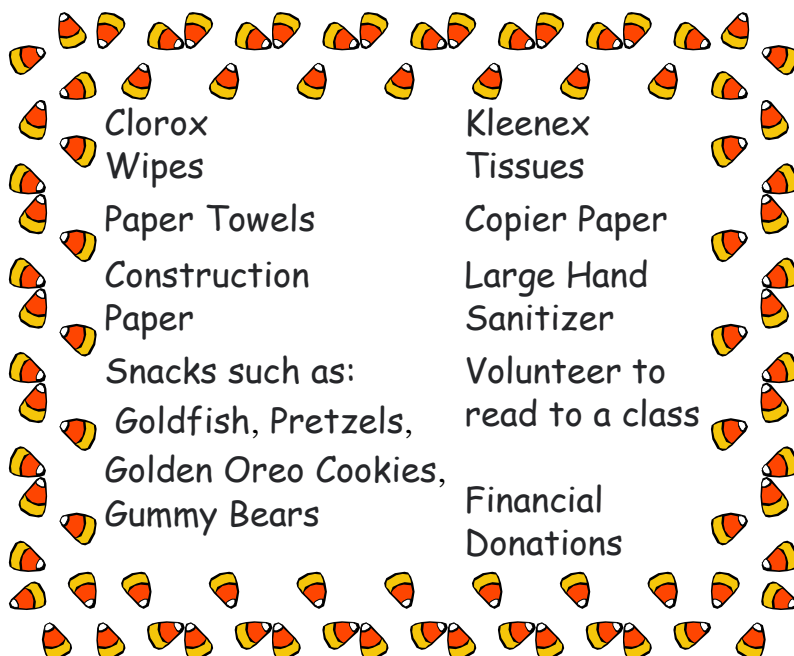 Clorox
Wipes
Paper Towels
Construction
Paper
Snacks such as:
Goldfish, Pretzels,
Golden Oreo Cookies,
Gummy Bears
Kleenex
Tissues
Copier Paper
Large Hand
Sanitizer
Volunteer to
read to a class
Financial
Donations